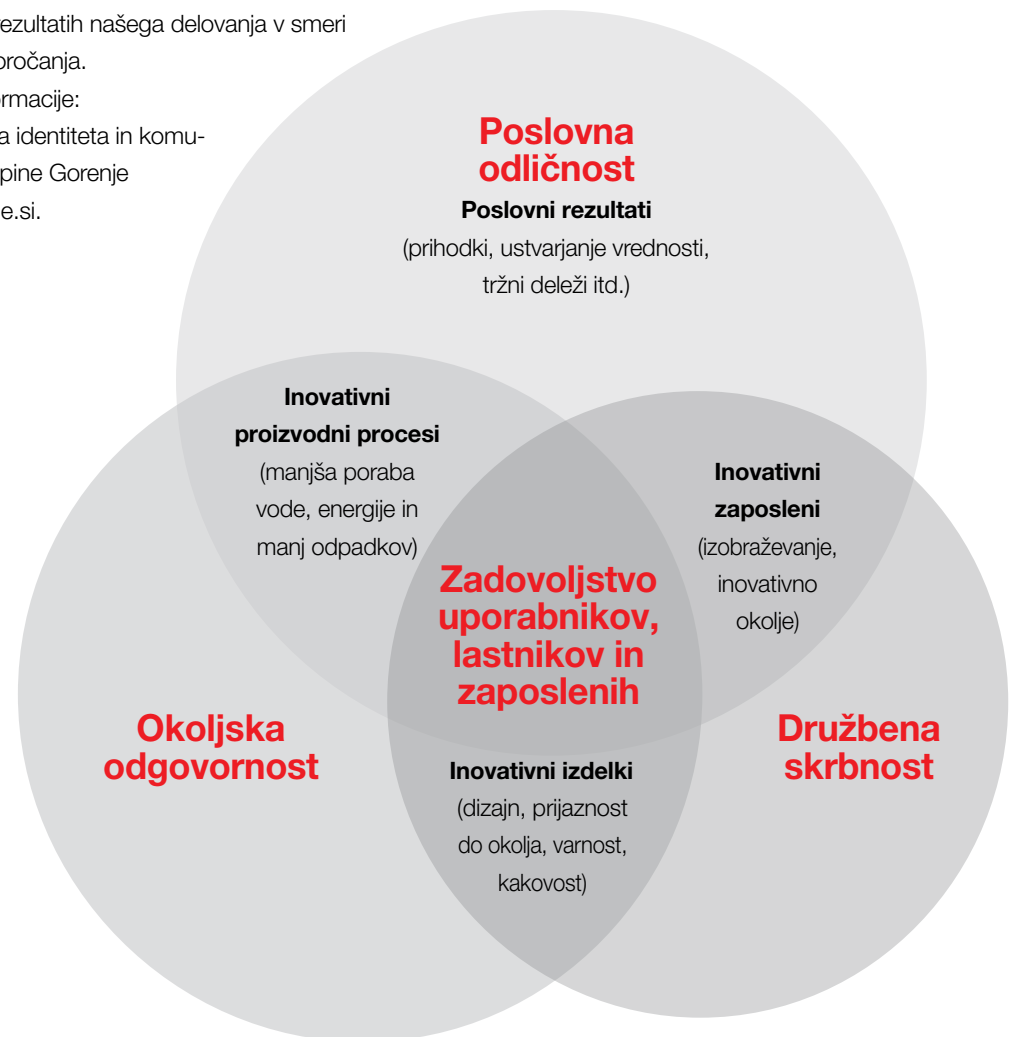 rezultatih našega delovanja v smeri
oročanja.
ormacije:
a identiteta in komu-
pine Gorenje
e.si.
Poslovna
odličnost
Poslovni rezultati
(prihodki, ustvarjanje vrednosti,
tržni deleži itd.)
Inovativni
proizvodni procesi
(manjša poraba
vode, energije in
manj odpadkov)
Inovativni
zaposleni
(izobraževanje,
inovativno
okolje)
Zadovoljstvo
uporabnikov,
lastnikov in
zaposlenih
Okoljska
odgovornost
Družbena
skrbnost
Inovativni izdelki
(dizajn, prijaznost
do okolja, varnost,
kakovost)